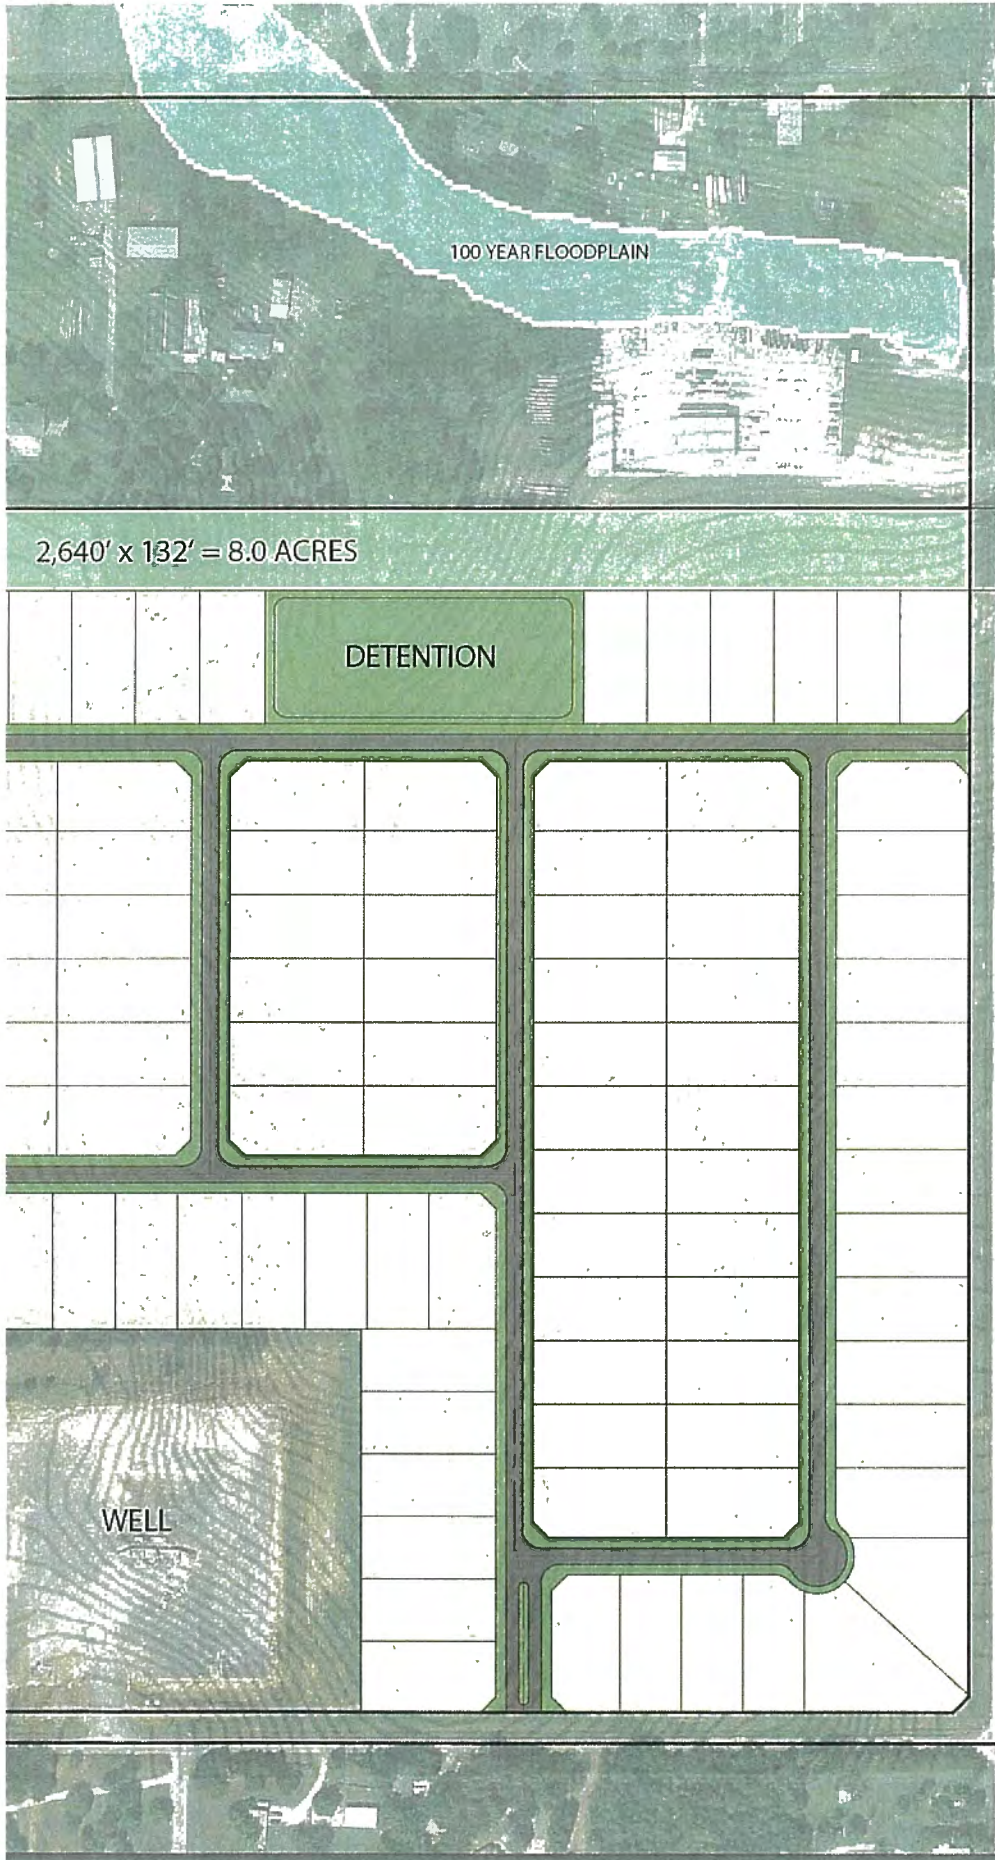 100 YEAR FLOODPLAIN
2,640' x 132' = 8.0 ACRES
DETENTION
WELL